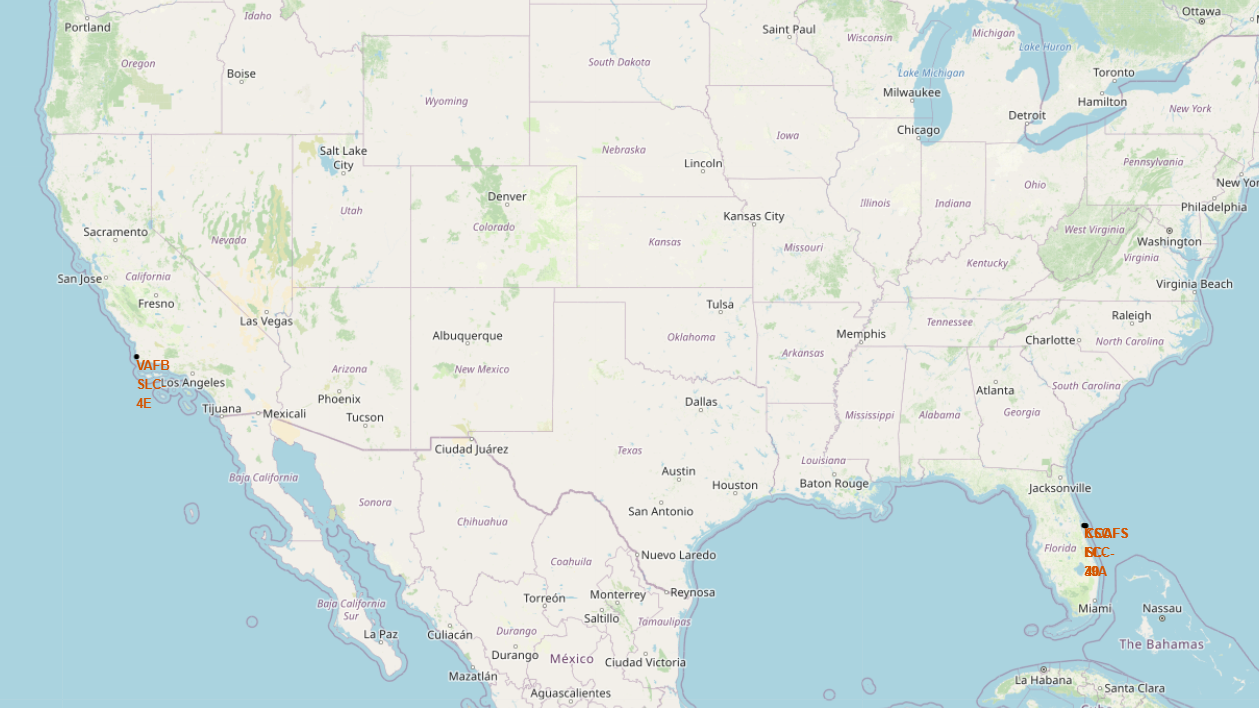 Portland
Idaho
Saint Paul
Wisconsin
Michigan
Ottawa
Oregon
Boise
South Dakota
Lake Huron
Wyoming
Lake Michigan
Toronto
Milwaukee
Hamilton
New York
Detroit
Chicago
Iowa
Salt Lake
City
Nebraska
Lincoln
Pennsylvania
Denver
Utah
Ohio
New Yor
Illinois
Indiana
Philadelphia
Kansas City
Colorado
Sacramento
Nevada
Kansas
Missouri
West Virginia
Washington
Virginia
San Jose
California
Kentucky
Virginia Beach
Fresno
Las Vegas
Tulsa
Raleigh
Tennessee
Albuquerque
Oklahoma
Memphis
Charlotte
North Carolina
Arkansas
VAFB
SLC-
4E
Los Angeles
Arizona
New Mexico
South Carolina
Atlanta
Phoenix
Dallas
Tijuana
Mexicali
Tucson
Mississippi
Alabama
Georgia
Ciudad Juárez
Texas
Louisiana
Baja California
Austin
Houston
Baton Rouge
Jacksonville
Sonora
San Antonio
Chihuahua
Florida
Coahuila
Nuevo Laredo
Torreón
Monterrey
Reynosa
Baja California
Sur
Saltillo
Tamaulipas
Miami
Nassau
La Paz
Culiacán
Durango
Durango
México
Ciudad Victoria
The Bahamas
Mazatlán
La Habana
Santa Clara
Aguascalientes